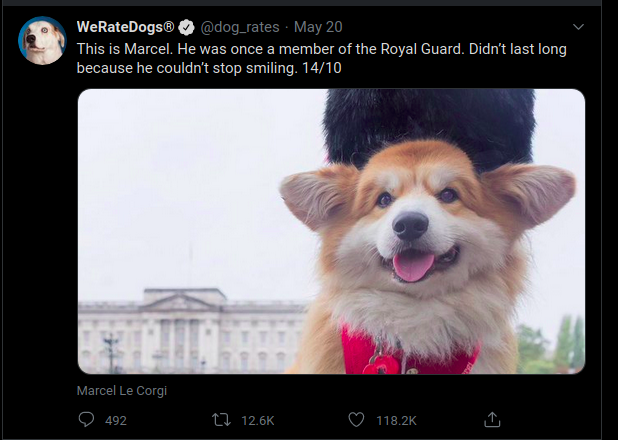 WeRateDogs® @dog_rates · May 20
This is Marcel. He was once a member of the Royal Guard. Didn’t last long
because he couldn’t stop smiling. 14/10
Marcel Le Corgi
492 12.6K 118.2K